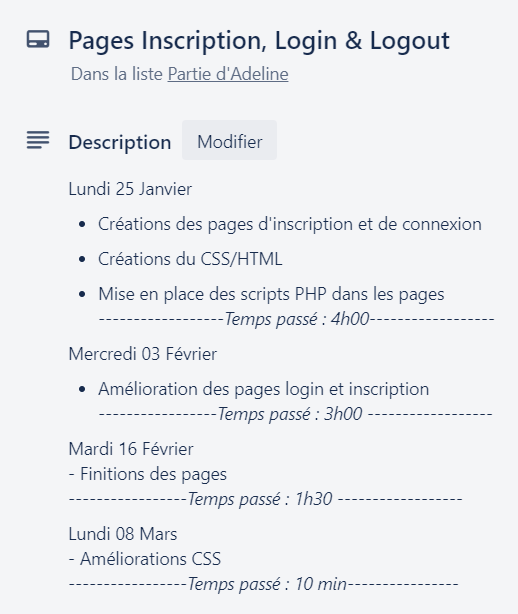 Pages Inscription, Login & Logout
Dans la liste Partie d'Adeline
Description Modifier
Lundi 25 Janvier
• Créations des pages d'inscription et de connexion
• Créations du CSS/HTML
• Mise en place des scripts PHP dans les pages
------------------Temps passé : 4h00------------------
Mercredi 03 Février
• Amélioration des pages login et inscription
-----------------Temps passé : 3h00 ------------------
Mardi 16 Février
- Finitions des pages
-----------------Temps passé : 1h30 ------------------
Lundi 08 Mars
- Améliorations CSS
-----------------Temps passé : 10 min----------------